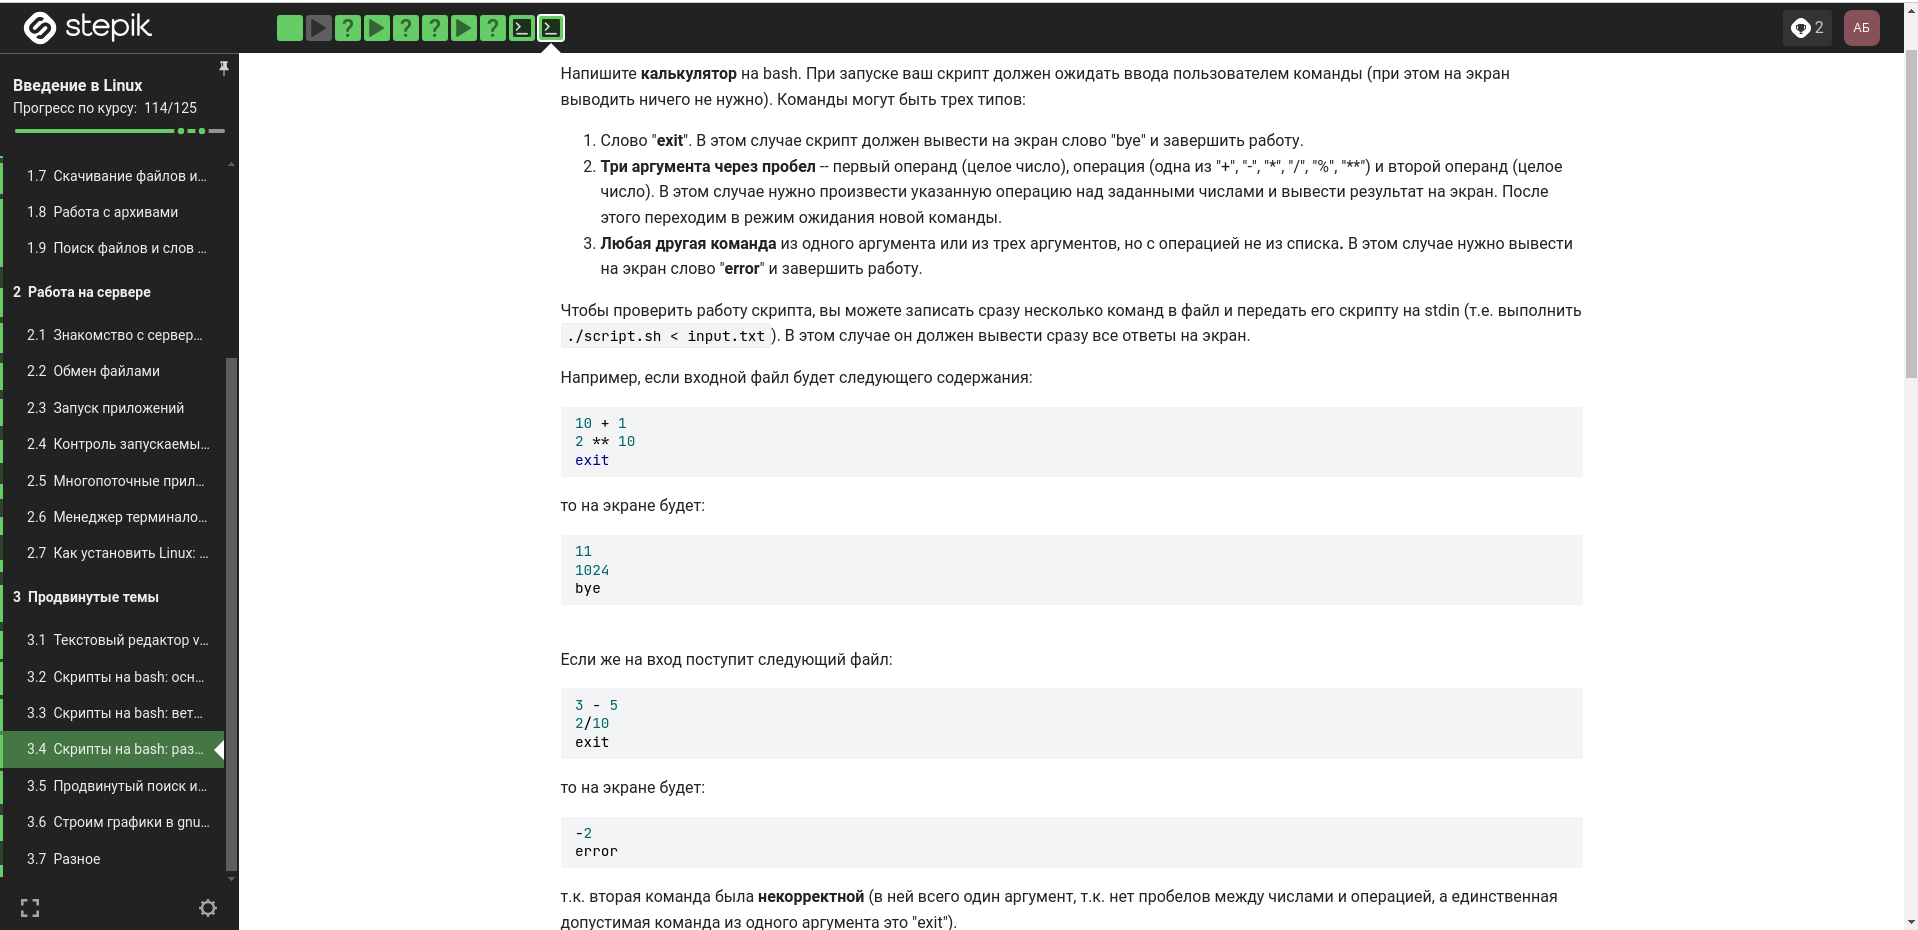 stepik
? ? ? ?
2
АБ
Введение в Linux
Прогресс по курсу: 114/125
1.7 Скачивание файлов и...
1.8 Работа с архивами
1.9 Поиск файлов и слов ...
2 Работа на сервере
2.1 Знакомство с сервер...
2.2 Обмен файлами
2.3 Запуск приложений
2.4 Контроль запускаемы...
2.5 Многопоточные прил...
2.6 Менеджер терминало...
2.7 Как установить Linux: ...
3 Продвинутые темы
3.1 Текстовый редактор v...
3.2 Скрипты на bash: осн...
3.3 Скрипты на bash: вет...
3.4 Скрипты на bash: раз...
3.5 Продвинутый поиск и...
3.6 Строим графики в gnu...
3.7 Разное
Напишите калькулятор на bash. При запуске ваш скрипт должен ожидать ввода пользователем команды (при этом на экран
выводить ничего не нужно). Команды могут быть трех типов:
1. Слово "exit". В этом случае скрипт должен вывести на экран слово "bye" и завершить работу.
2. Три аргумента через пробел -- первый операнд (целое число), операция (одна из "+", "-", "*", "/", "%", "**") и второй операнд (целое
число). В этом случае нужно произвести указанную операцию над заданными числами и вывести результат на экран. После
этого переходим в режим ожидания новой команды.
3. Любая другая команда из одного аргумента или из трех аргументов, но с операцией не из списка. В этом случае нужно вывести
на экран слово "error" и завершить работу.
Чтобы проверить работу скрипта, вы можете записать сразу несколько команд в файл и передать его скрипту на stdin (т.е. выполнить
./script.sh < input.txt ). В этом случае он должен вывести сразу все ответы на экран.
Например, если входной файл будет следующего содержания:
10 + 1
2 ** 10
exit
то на экране будет:
11
1024
bye
Если же на вход поступит следующий файл:
3 - 5
2/10
exit
то на экране будет:
-2
error
т.к. вторая команда была некорректной (в ней всего один аргумент, т.к. нет пробелов между числами и операцией, а единственная
допустимая команда из одного аргумента это "exit").